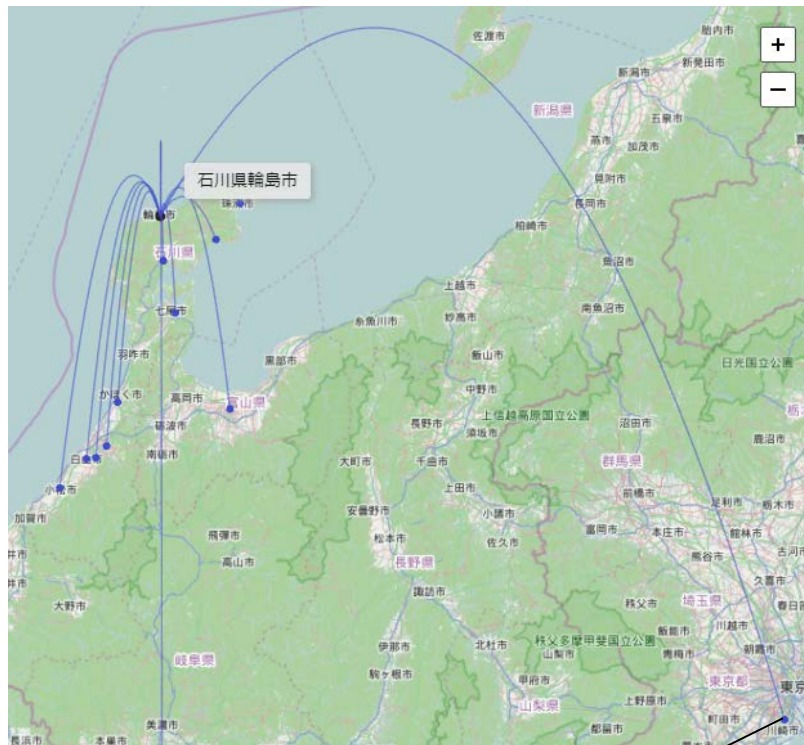 胎内市
佐渡市
新発田市
新潟市
+
−
新潟県
五泉市
燕市
加茂市
石川県輪島市
見附市
長岡市
輪島市
柏崎市
石川県
魚沼市
上越市
南魚沼市
七尾市
糸魚川市
妙高市
羽咋市
黒部市
飯山市
日光国立公園
かほく市
高岡市
富山県
中野市
上信越高原国立公園
砺波市
長野市
須坂市
沼田市
鹿沼市
南砺市
大町市
千曲市
群馬県
小松市
上田市
前橋市
足利市
栃木市
加賀市
安曇野市
小諸市
富岡市
本庄市
館林市
飛彈市
松本市
佐久市
熊谷市
古河市
高山市
長野県
久喜市
大野市
諏訪市
秩父市
埼玉県
春日部
川越市
飯能市
伊那市
北杜市
秩父多摩甲斐国立公園
朝霞市
岐阜県
山梨市
青梅市
駒ヶ根市
甲府市
東京都
東京
上野原市
山梨県
町田市
美濃市
都留市
川崎市
長浜市
本巣市